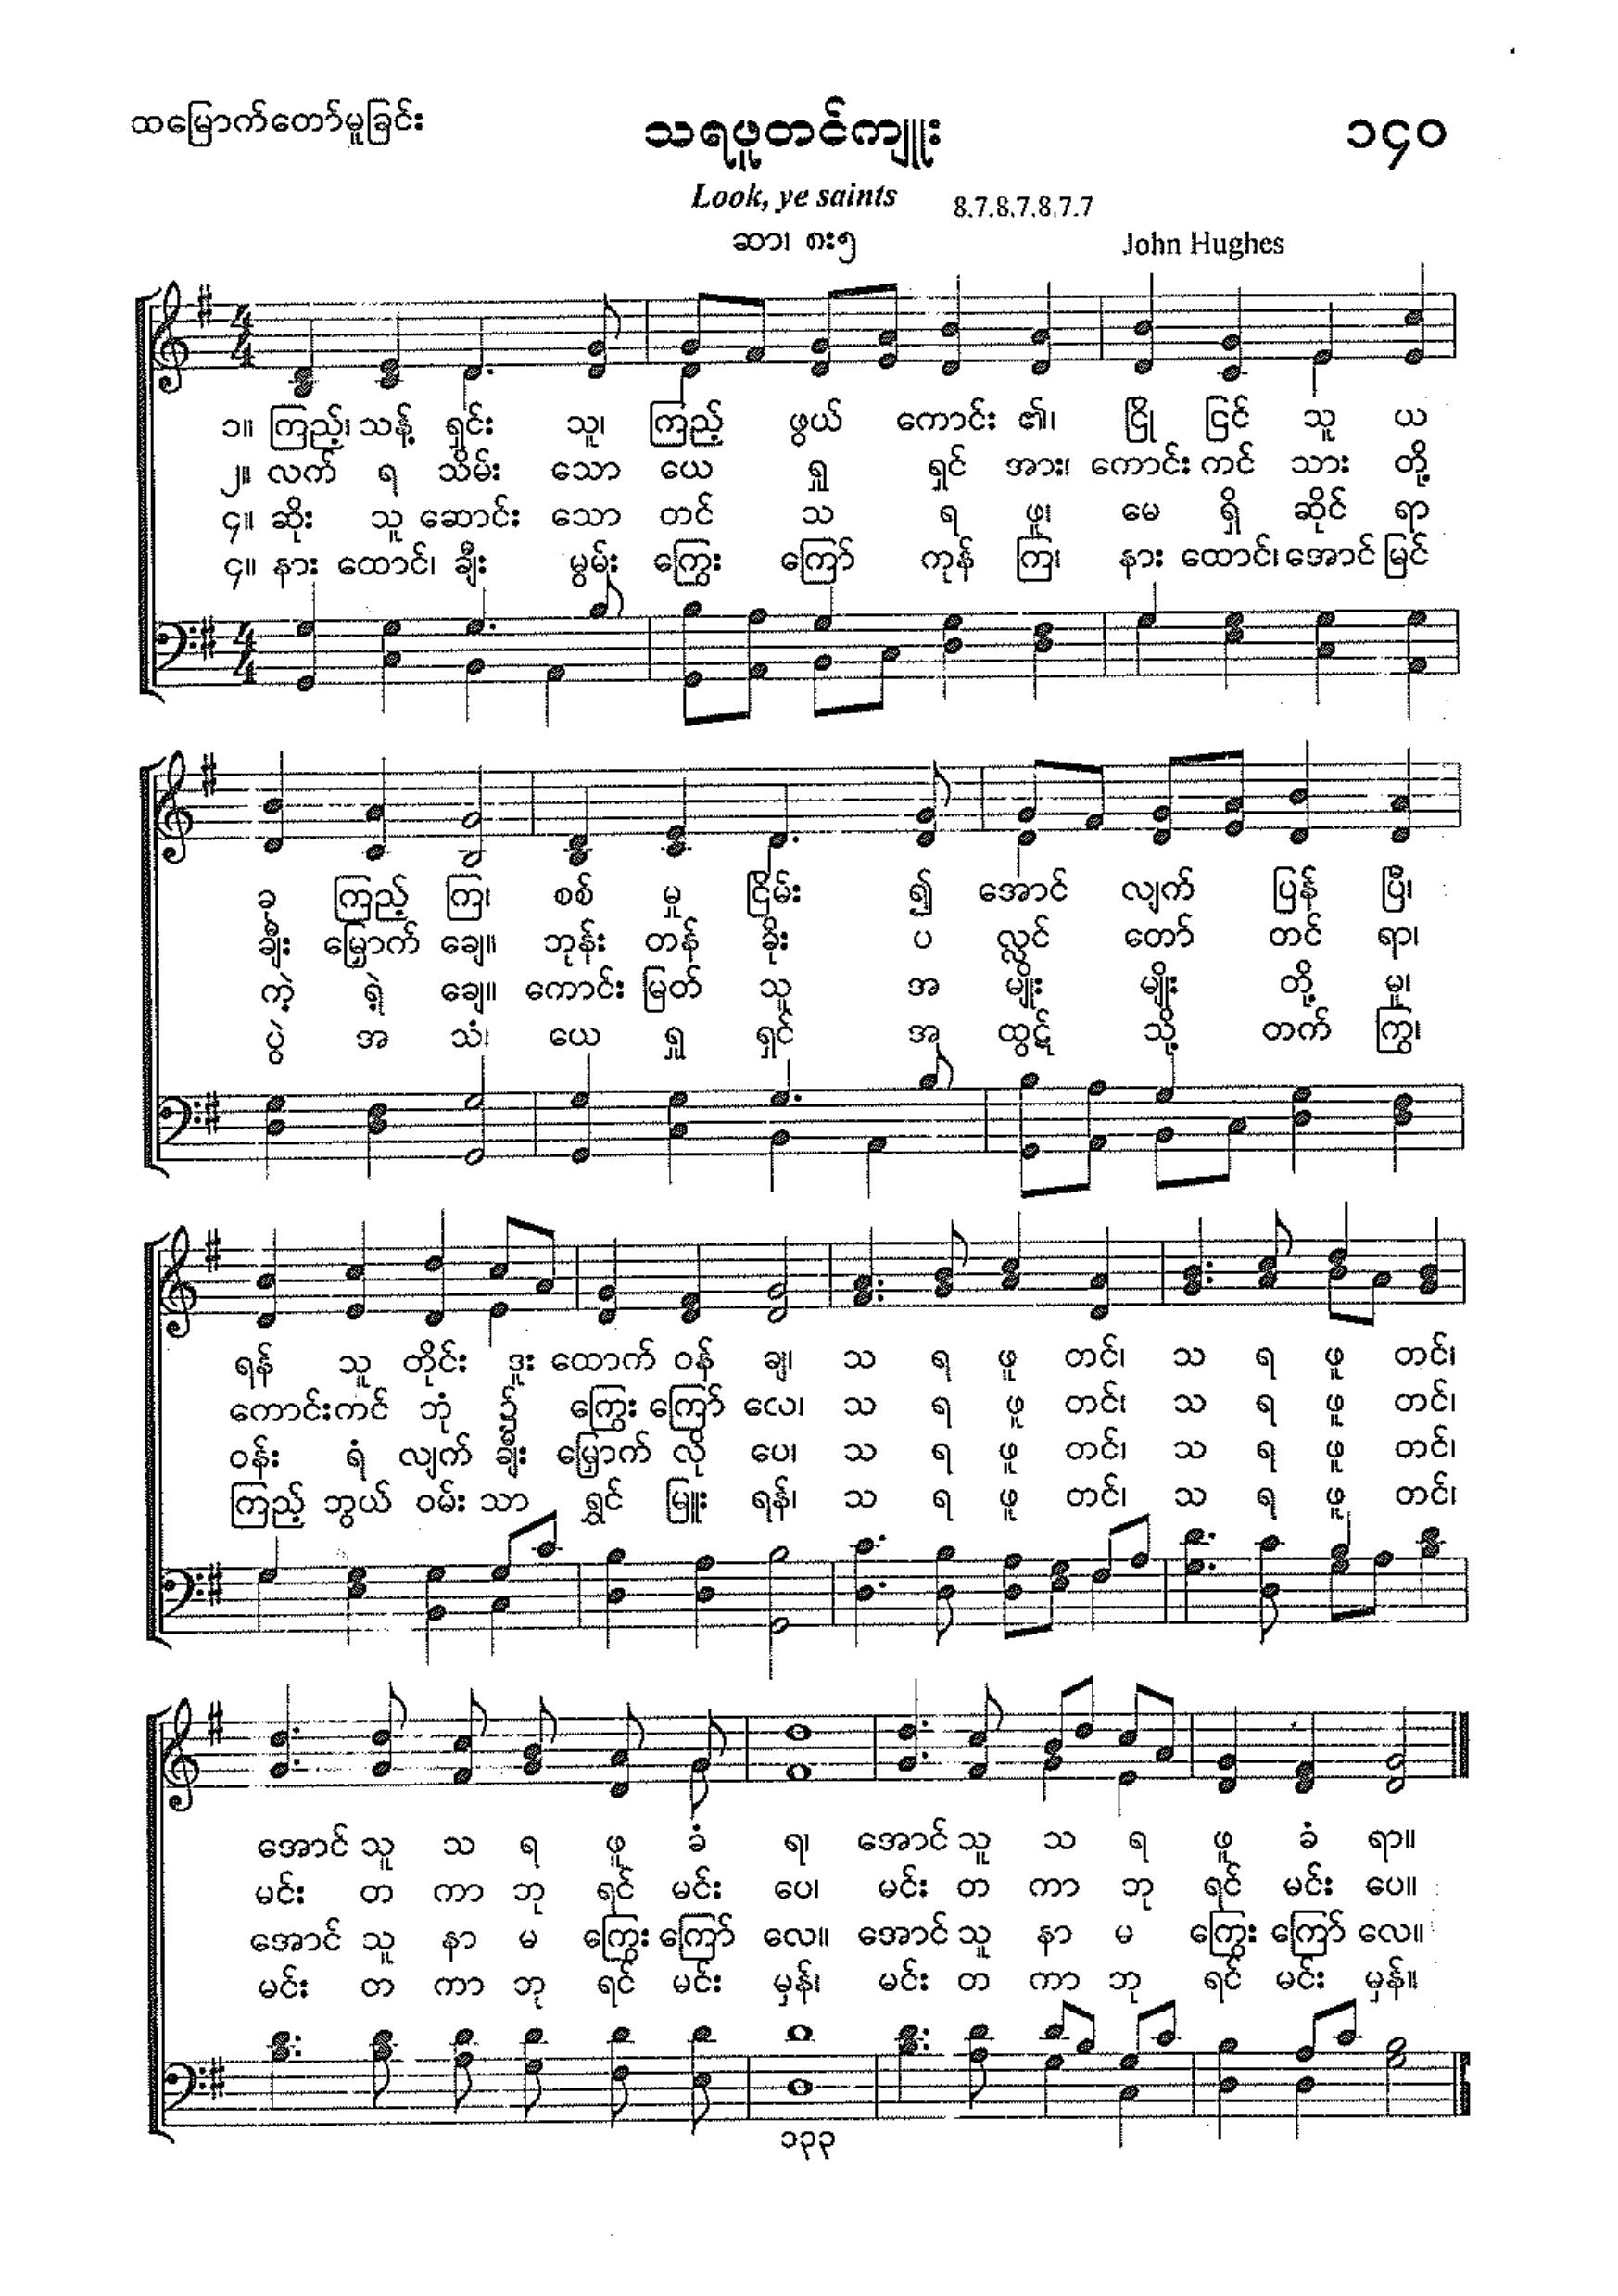 ထမြောက်တော်မူခြင်း
သရဖူတင်ကျူး
၁၄၀
Look, ye saints
8.7.8.7.8.7.7
ဆာ၊ ၈း၅
John Hughes
၁။ ကြည့်၊ သန့် ရှင်း သူ၊ ကြည့် ဖွယ် ကောင်း ၏၊ ငြို ငြင် သူ ယ
၂။ လက် ရ သိမ်း သော ယေ ရှု ရှင် အား၊ ကောင်း ကင် သား တို့
၄။ ဆိုး သူ ဆောင်း သော တင် သ ရ ဖူ၊ မေ ရှိ ဆိုင် ရာ
၄။ နား ထောင်၊ ချီး မွမ်း ကြွေး ကြော် ကုန် ကြ၊ နား ထောင်၊ အောင် မြင်
ခု ကြည့် ကြ၊ စစ် မှု ငြိမ်း ၍ အောင် လျက် ပြန် ပြီ၊
ချီး မြှောက် ချေ။ ဘုန်း တန် ခိုး ပ လ္လင် တော် တင် ရာ၊
ကဲ့ ရဲ့ ချေ။ ကောင်း မြတ် သူ အ မျိုး မျိုး တို့ မှု၊
ပွဲ အ သံ၊ ယေ ရှု ရှင် အ ထွဋ် သို့ တက် ကြွ၊
ရန် သူ တိုင်း ဒူး ထောက် ဝန် ချ၊ သ ရ ဖူ တင်၊ သ ရ ဖူ တင်၊
ကောင်း ကင် ဘုံ ၌ ကြွေး ကြော် လေ၊ သ ရ ဖူ တင်၊ သ ရ ဖူ တင်၊
ဝန်း ရံ လျက် ချီး မြှောက် လို ပေ၊ သ ရ ဖူ တင်၊ သ ရ ဖူ တင်၊
ကြည့် ဘွယ် ဝမ်း သာ ရွှင် မြူး ရန်၊ သ ရ ဖူ တင်၊ သ ရ ဖူ တင်၊
အောင် သူ သ ရ ဖူ ခံ ရ၊ အောင် သူ သ ရ ဖူ ခံ ရာ။
မင်း တ ကာ ဘု ရင် မင်း ပေ၊ မင်း တ ကာ ဘု ရင် မင်း ပေ။
အောင် သူ နာ မ ကြွေး ကြော် လေ။ အောင် သူ နာ မ ကြွေး ကြော် လေ။
မင်း တ ကာ ဘု ရင် မင်း မှန်၊ မင်း တ ကာ ဘု ရင် မင်း မှန်။
၁၃၃